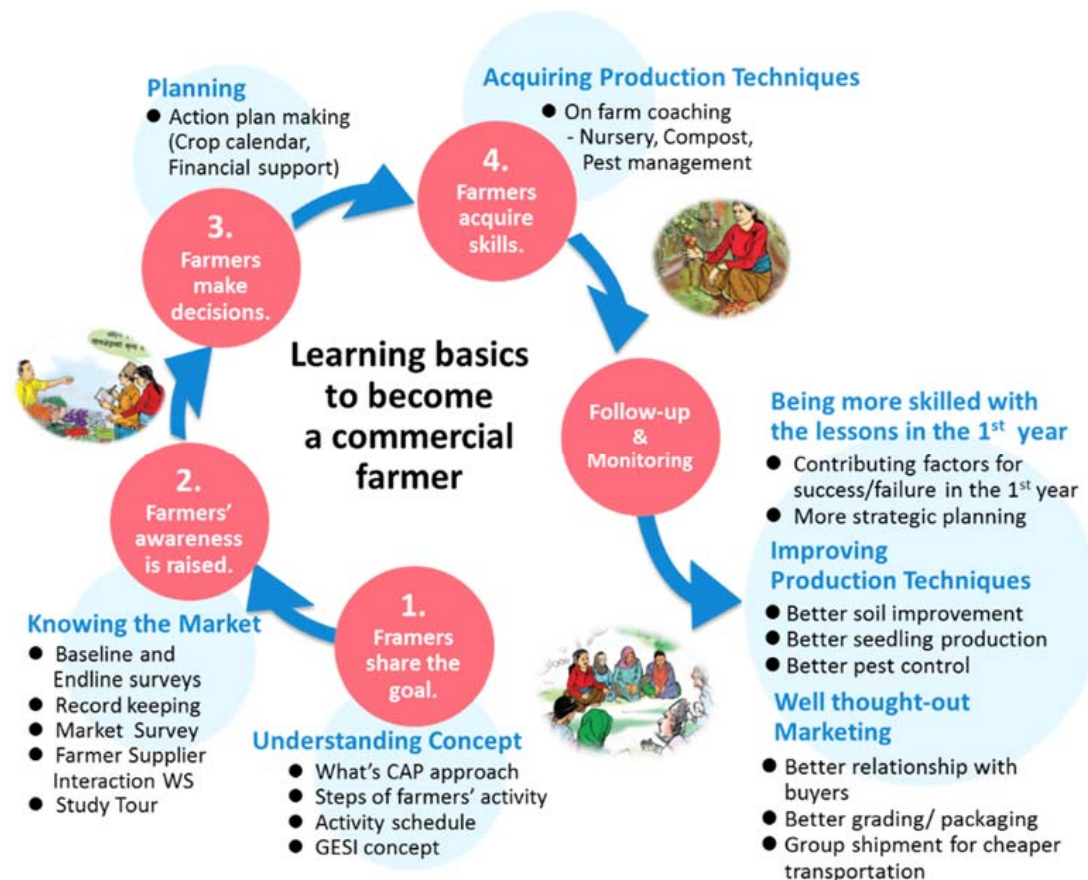 Planning
● Action plan making
(Crop calendar,
Financial support)
Acquiring Production Techniques
● On farm coaching
- Nursery, Compost,
Pest management
4.
Farmers
acquire
skills.
3.
Farmers
make
decisions.
Learning basics
to become
a commercial
farmer
Follow-up
&
Monitoring
2.
Farmers'
awareness
is raised.
1.
Framers
share the
goal.
Knowing the Market
● Baseline and
Endline surveys
● Record keeping
● Market Survey
● Farmer Supplier
Interaction WS
● Study Tour
Understanding Concept
● What's CAP approach
● Steps of farmers' activity
● Activity schedule
● GESI concept
Being more skilled with
the lessons in the 1st year
● Contributing factors for
success/failure in the 1st year
● More strategic planning
Improving
Production Techniques
● Better soil improvement
● Better seedling production
● Better pest control
Well thought-out
Marketing
● Better relationship with
buyers
● Better grading/ packaging
● Group shipment for cheaper
transportation